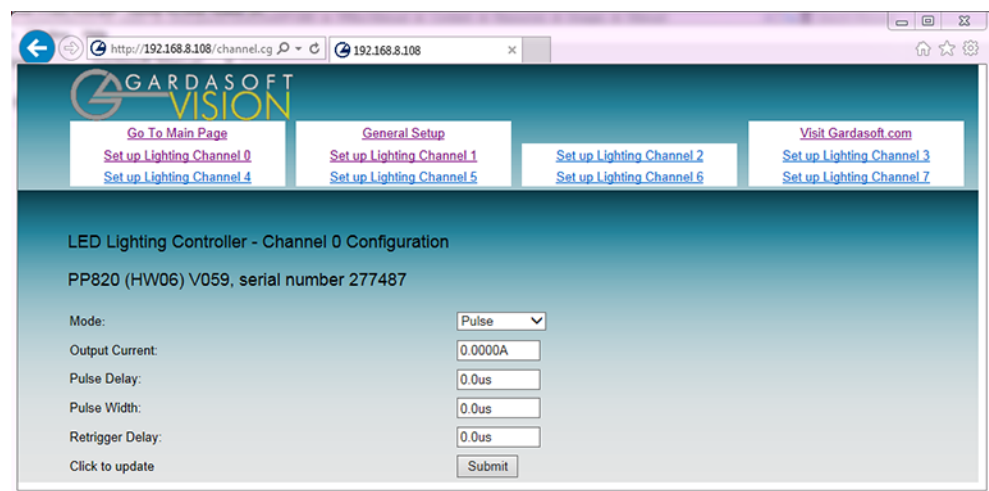 http://192.168.8.108/channel.cg
192.168.8.108
GARDASOFT
VISION
Go To Main Page General Setup Visit Gardasoft.com
Set up Lighting Channel 0 Set up Lighting Channel 1 Set up Lighting Channel 2 Set up Lighting Channel 3
Set up Lighting Channel 4 Set up Lighting Channel 5 Set up Lighting Channel 6 Set up Lighting Channel 7
LED Lighting Controller - Channel 0 Configuration
PP820 (HW06) V059, serial number 277487
Mode: Pulse
Output Current: 0.0000A
Pulse Delay: 0.0us
Pulse Width: 0.0us
Retrigger Delay: 0.0us
Click to update Submit